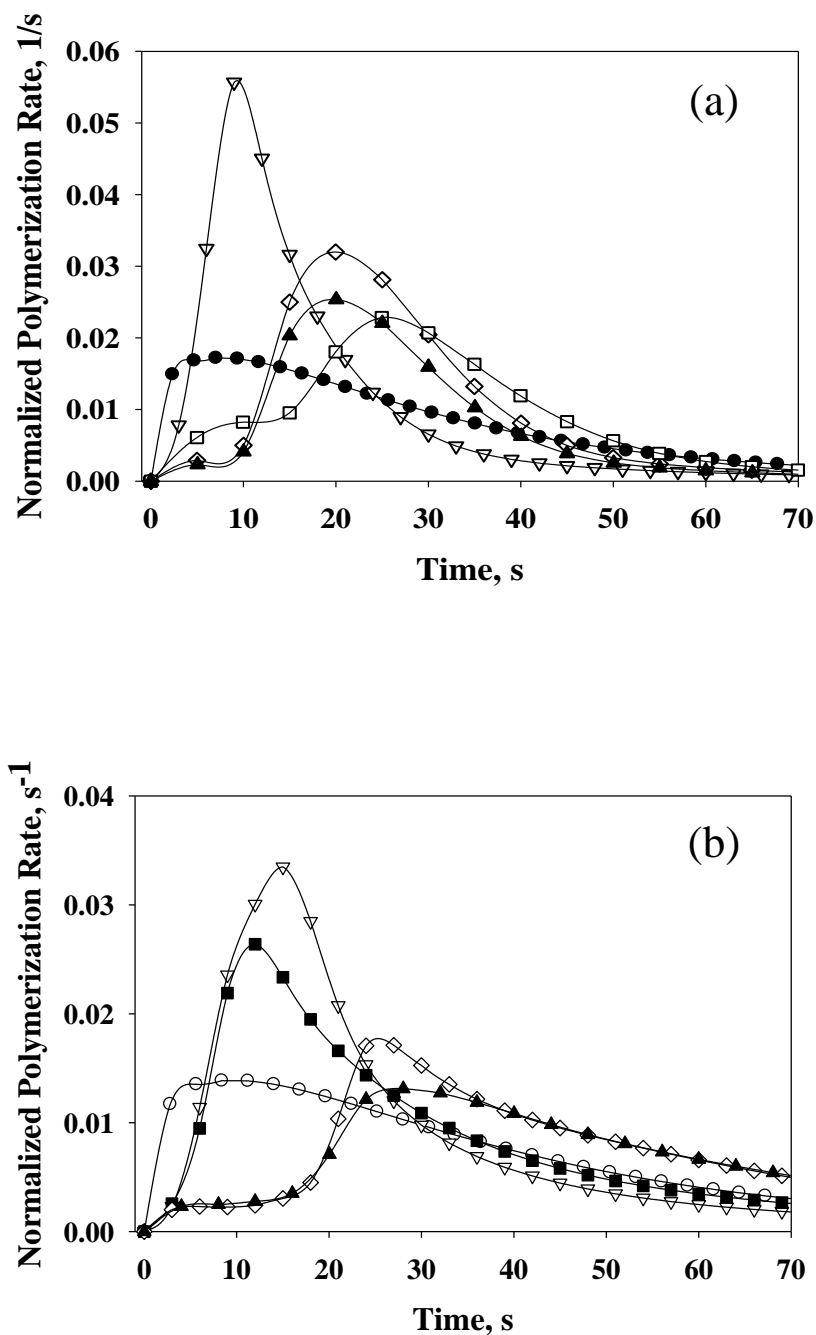 Normalized Polymerization Rate, 1/s
0.06
0.05
0.04
0.03
0.02
0.01
0.00
(a)
0 10 20 30 40 50 60 70
Time, s
Normalized Polymerization Rate, s-1
0.04
0.03
0.02
0.01
0.00
(b)
0 10 20 30 40 50 60 70
Time, s